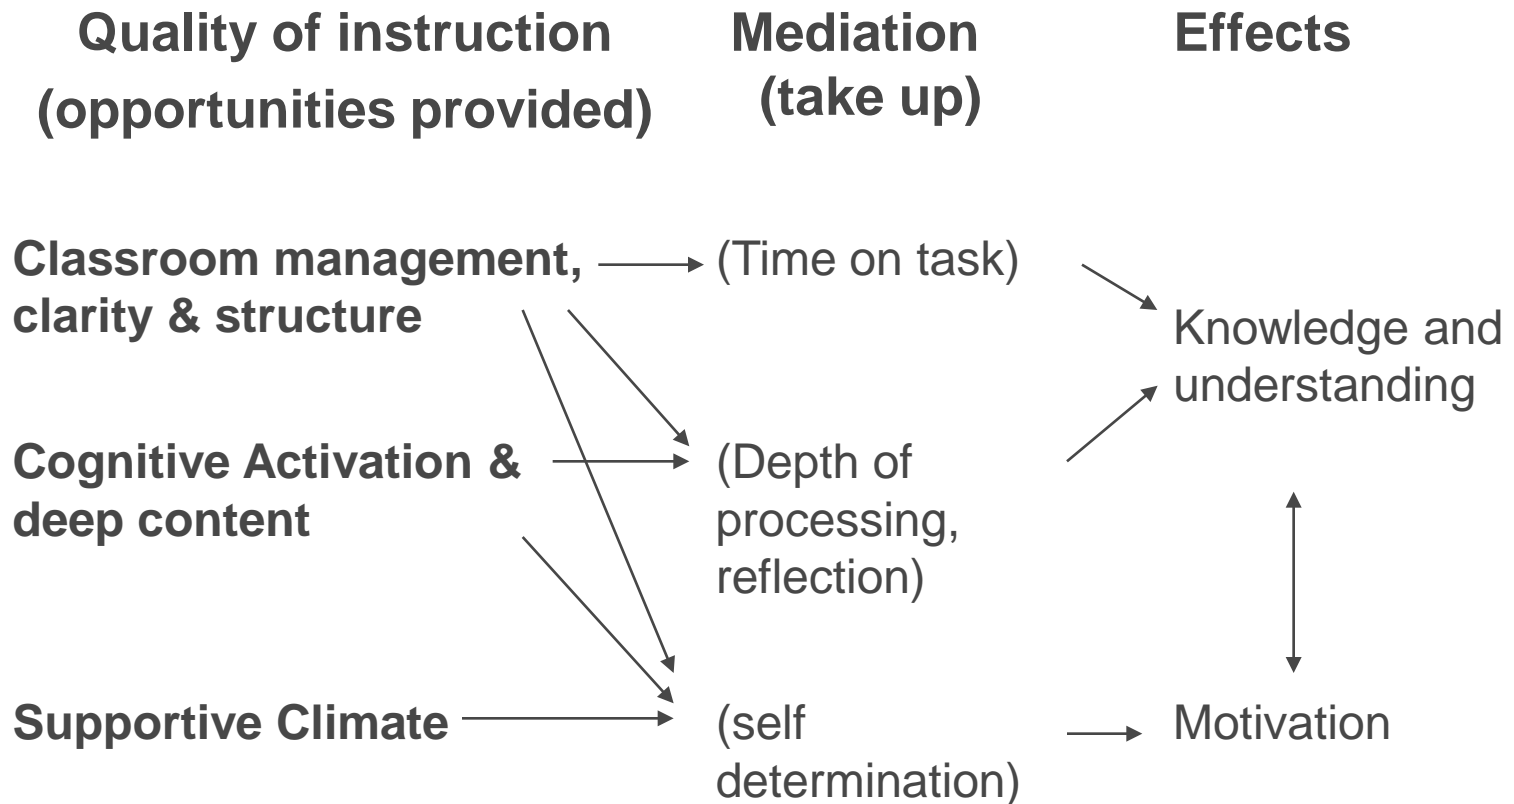 Quality of instruction
(opportunities provided)
Mediation
(take up)
Effects
Classroom management,
clarity & structure
(Time on task)
Knowledge and
understanding
Cognitive Activation &
deep content
(Depth of
processing,
reflection)
Supportive Climate
(self
determination)
Motivation